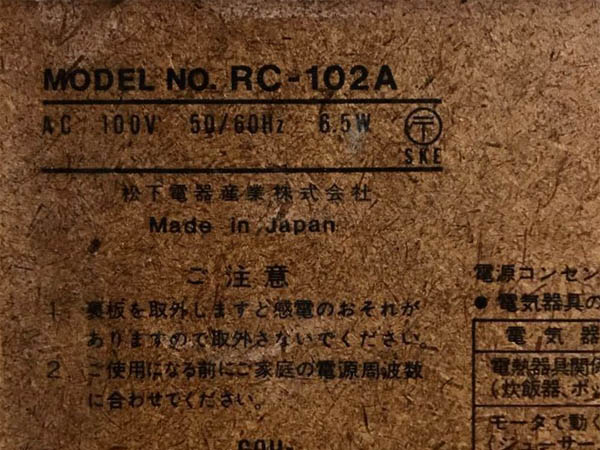 MODEL NO. RC-102A
AC 100V 50/60Hz 6.5W
〒
SKE
松下電器産業株式会社
Made in Japan
ご注意
1 裏板を取外しますと感電のおそれが
ありますので取外さないでください。
2 ご使用になる前にご家庭の電源周波数
に合わせてください。
電源コンセン
● 電気器具の
電気器
電熱器具関係
(炊飯器、ポッ
モータで動く
(ジューサー
60Hz